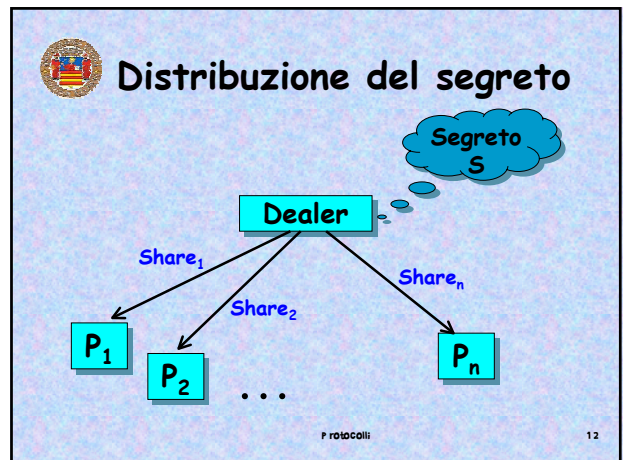 Distribuzione del segreto
Segreto
S
Dealer
Share₁
Share₂
Shareₙ
P₁
P₂
...
Pₙ
Protocolli
12